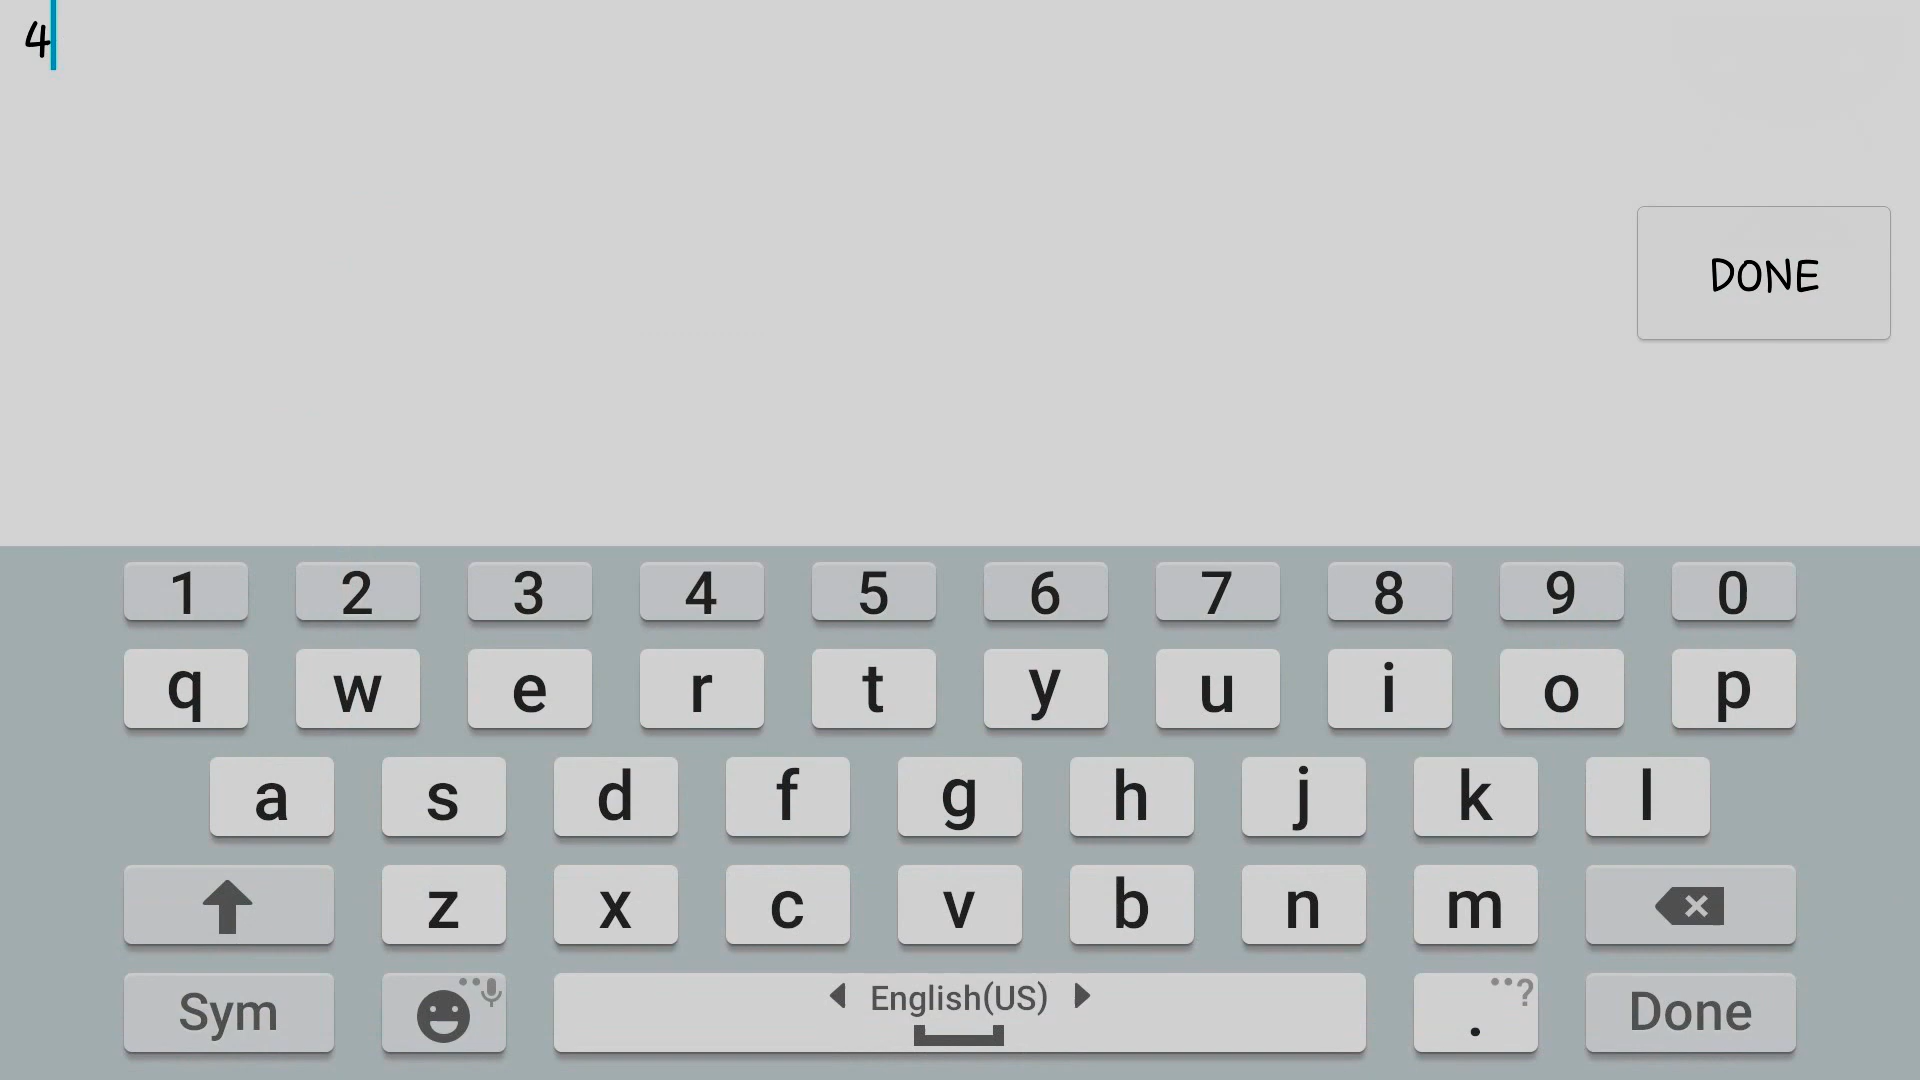 4
DONE
1 2 3 4 5 6 7 8 9 0
q w e r t y u i o p
a s d f g h j k l
z x c v b n m
Sym English(US) . ? Done